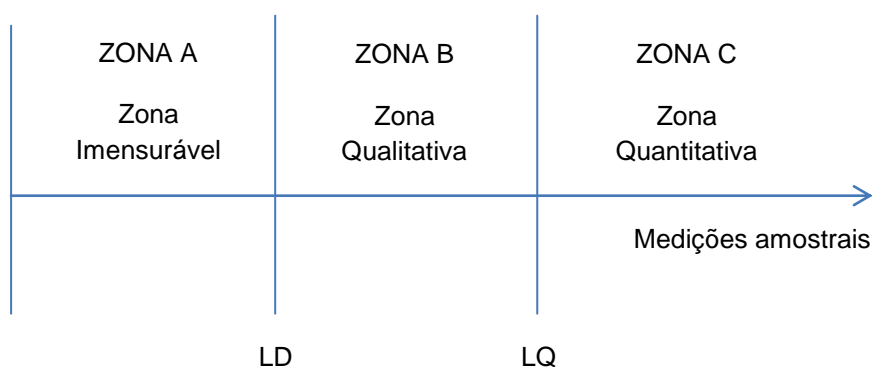 ZONA A
Zona
Imensurável
ZONA B
Zona
Qualitativa
ZONA C
Zona
Quantitativa
Medições amostrais
LD
LQ